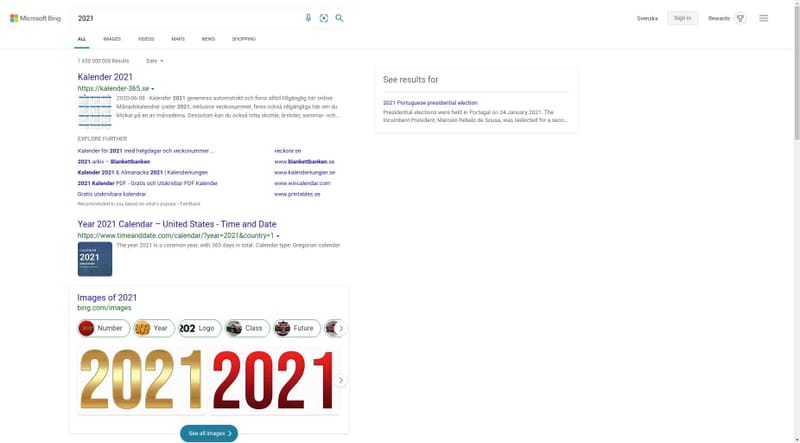 Microsoft Bing
2021
Svenska
Sign in
Rewards
ALL
IMAGES
VIDEOS
MAPS
NEWS
SHOPPING
1 630 000 000 Results
Date
Kalender 2021
https://kalender-365.se
2020-06-08 · Kalender 2021 genereras automatiskt och finns alltid tillgänglig här online.
Månadskalendrar under 2021, inklusive veckonummer, finns också tillgängliga här om du
klickar på en av månaderna. Dessutom kan du också hitta skottår, årstider, sommar- och…
EXPLORE FURTHER
Kalender för 2021 med helgdagar och veckonummer ...
veckonr.se
2021-arkiv – Blankettbanken
www.blankettbanken.se
Kalender 2021 & Almanacka 2021 | Kalenderkungen
www.kalenderkungen.se
2021 Kalender PDF - Gratis och Utskrivbar PDF Kalender
www.wincalendar.com
Gratis utskrivbara kalendrar
www.printables.se
Recommended to you based on what's popular • Feedback
Year 2021 Calendar – United States - Time and Date
https://www.timeanddate.com/calendar/?year=2021&country=1
2021
The year 2021 is a common year, with 365 days in total. Calendar type: Gregorian calendar
Images of 2021
bing.com/images
Number
Year
202
Logo
Class
Future
2021
2021
See all images
See results for
2021 Portuguese presidential election
Presidential elections were held in Portugal on 24 January 2021. The
incumbent President, Marcelo Rebelo de Sousa, was reelected for a seco…